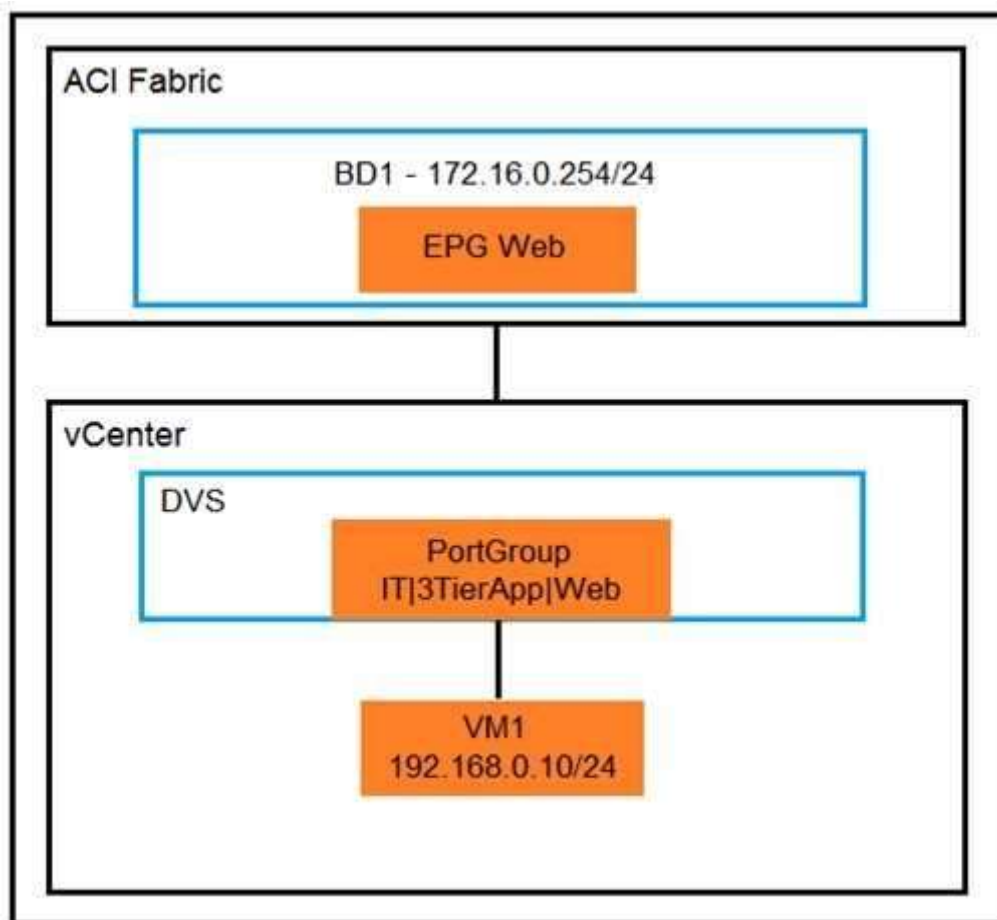 ACI Fabric
BD1 - 172.16.0.254/24
EPG Web
vCenter
DVS
PortGroup
IT|3TierApp|Web
VM1
192.168.0.10/24